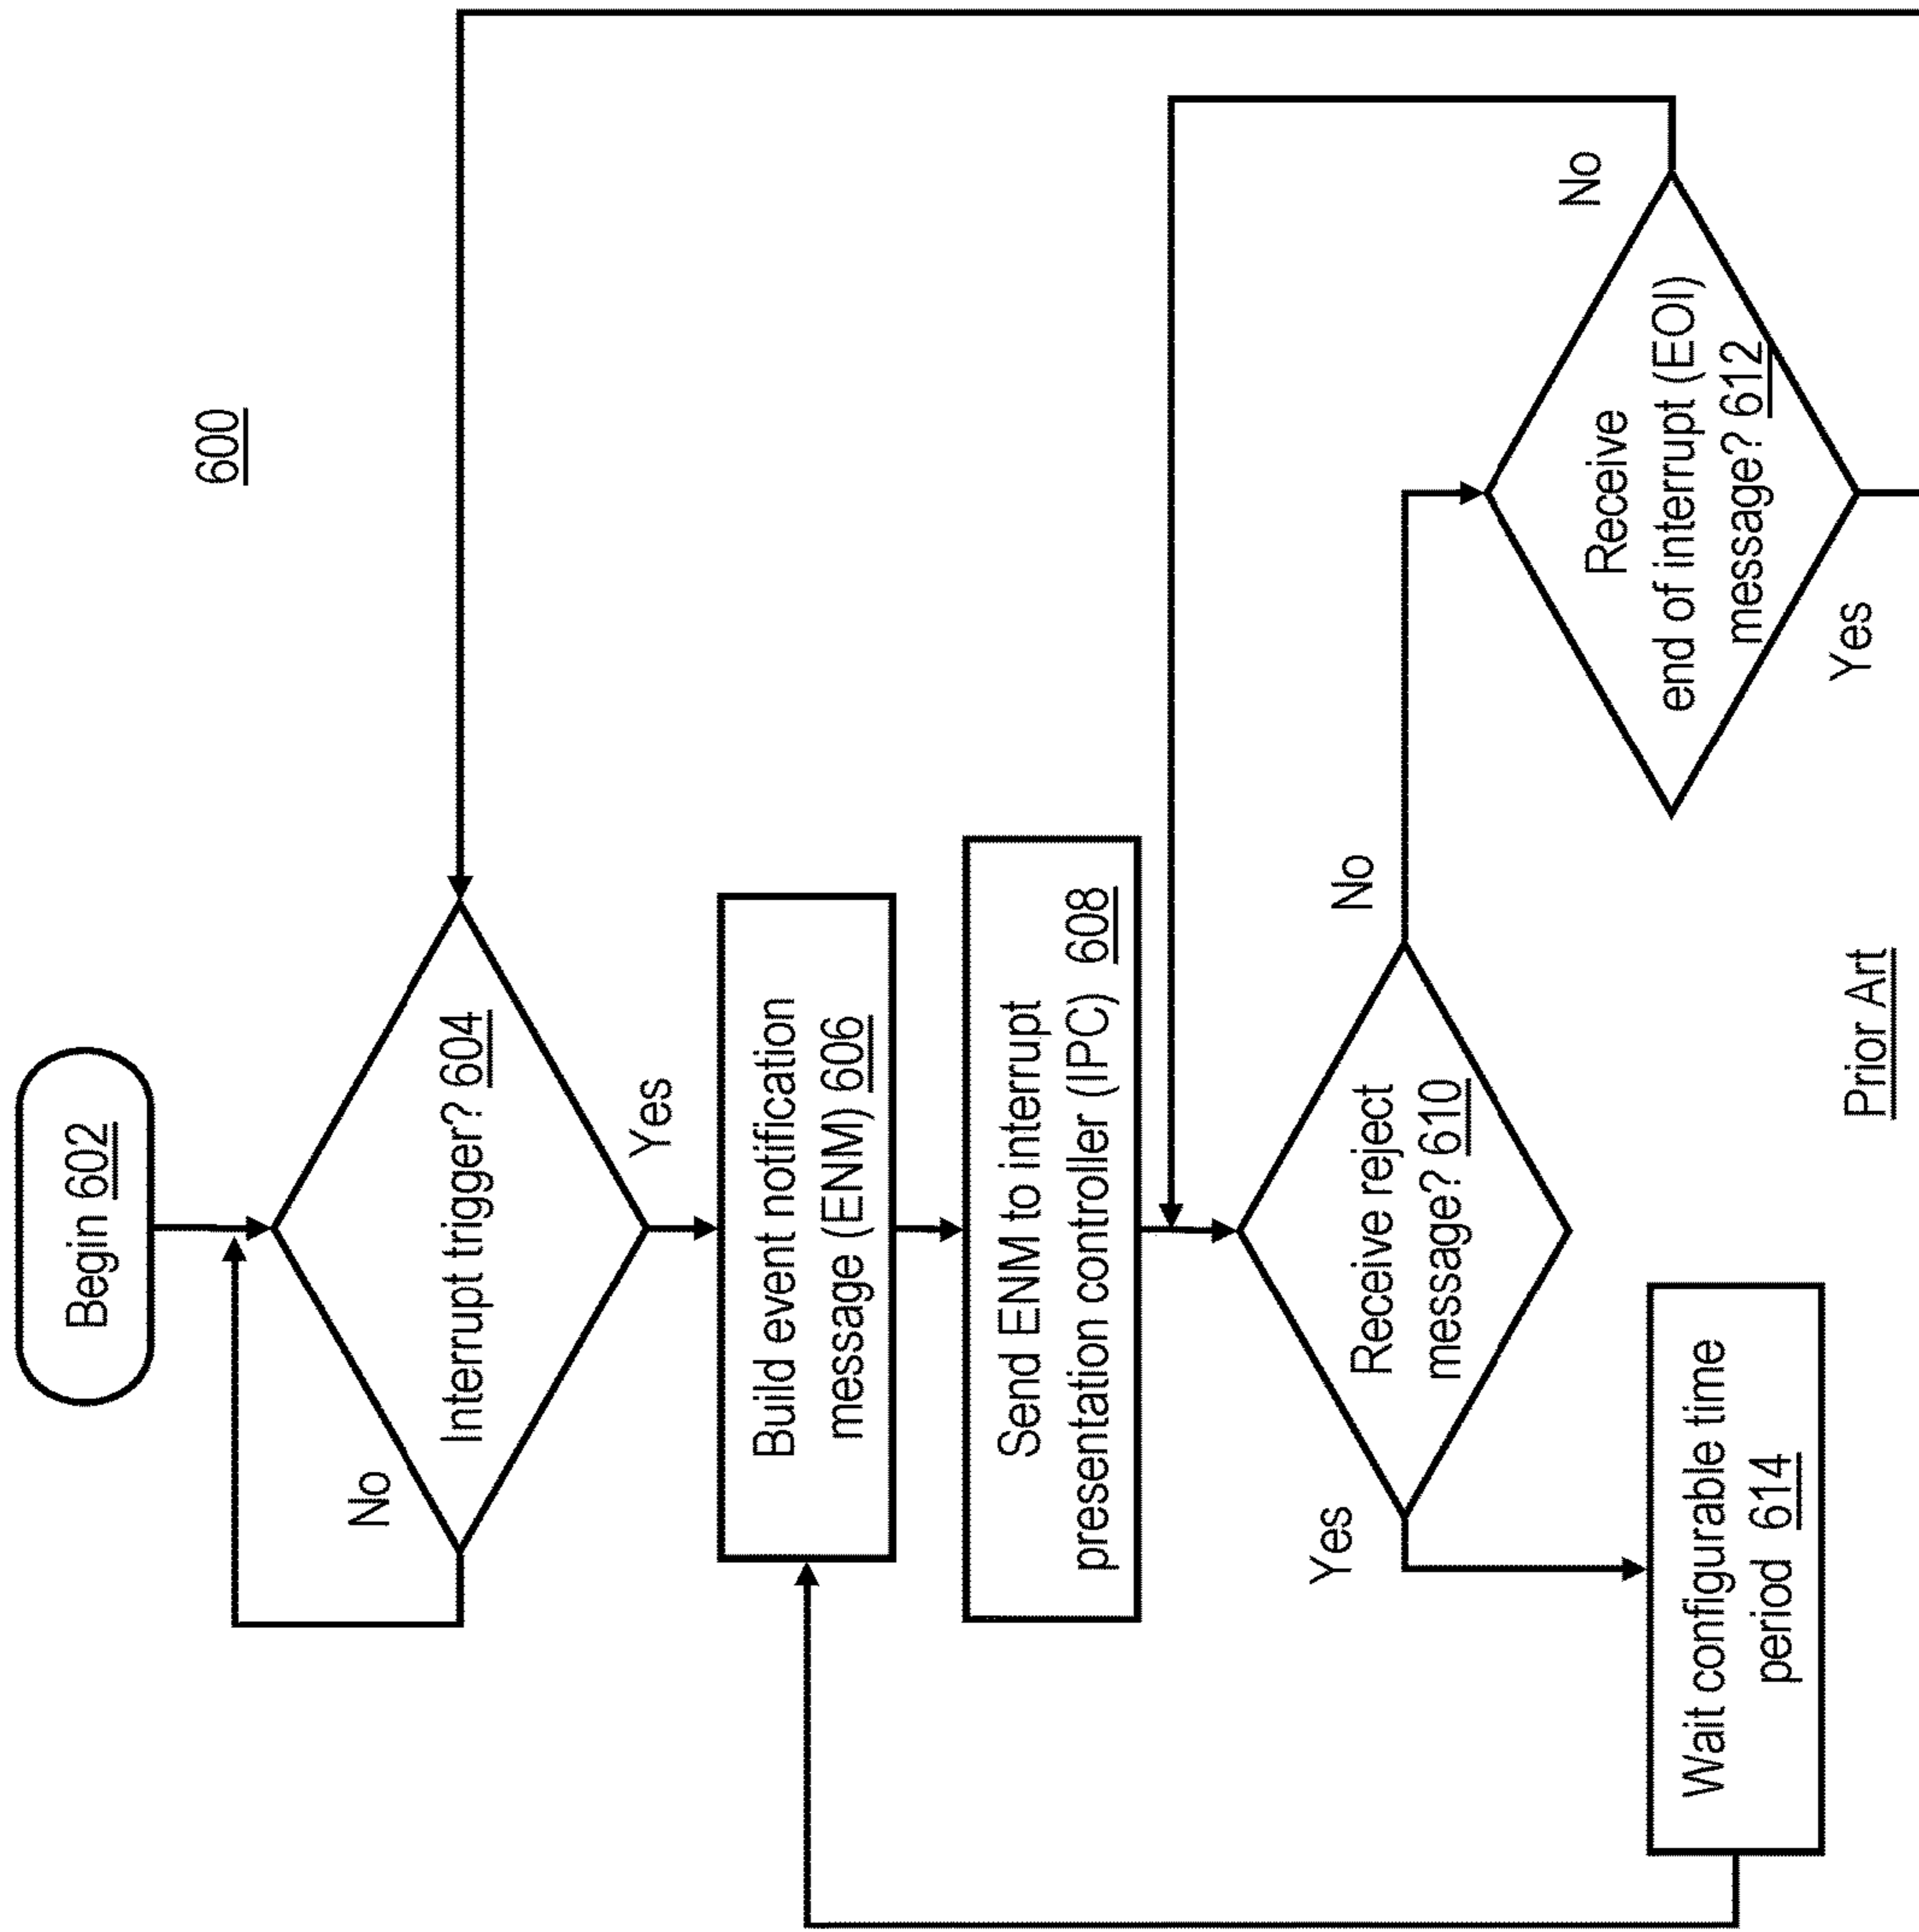 600
Begin 602
Interrupt trigger? 604
No
Yes
Build event notification
message (ENM) 606
Send ENM to interrupt
presentation controller (IPC) 608
Receive reject
message? 610
Yes
No
Wait configurable time
period 614
Receive
end of interrupt (EOI)
message? 612
No
Yes
Prior Art